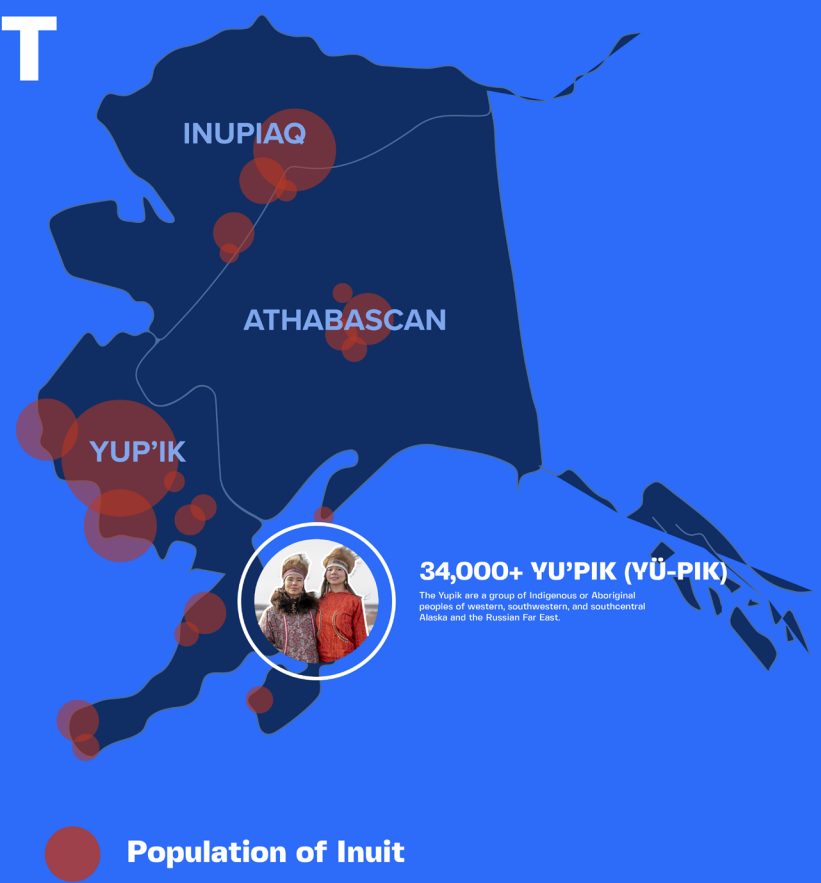 T
INUPIAQ
ATHABASCAN
YUP’IK
34,000+ YU’PIK (YÜ-PIK)
The Yupik are a group of Indigenous or Aboriginal
peoples of western, southwestern, and southcentral
Alaska and the Russian Far East.
Population of Inuit